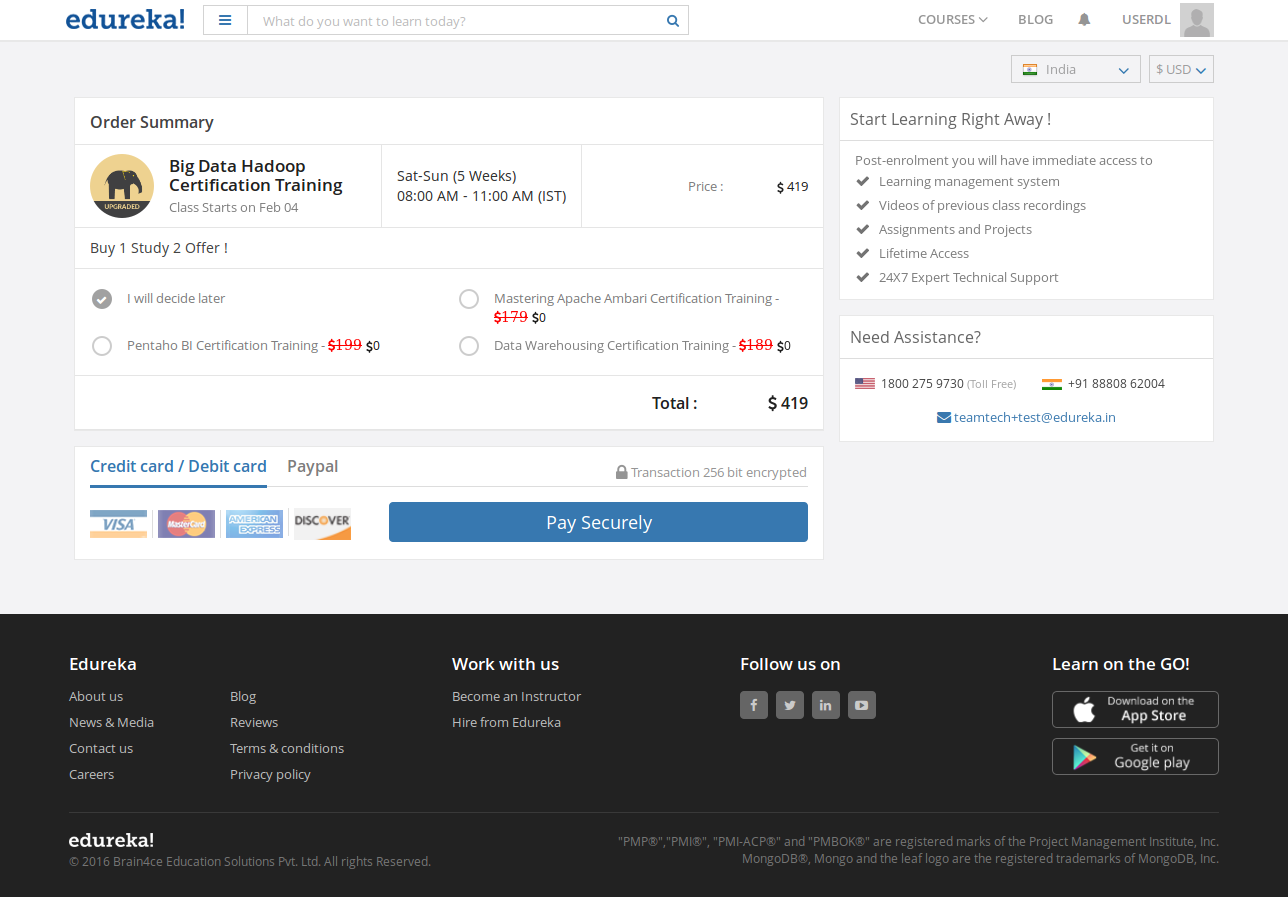 edureka!
What do you want to learn today?
COURSES
BLOG
USERDL
India
$ USD
Order Summary
UPGRADED
Big Data Hadoop
Certification Training
Class Starts on Feb 04
Sat-Sun (5 Weeks)
08:00 AM - 11:00 AM (IST)
Price :
$ 419
Buy 1 Study 2 Offer !
I will decide later
Mastering Apache Ambari Certification Training -
$179 $0
Pentaho BI Certification Training - $199 $0
Data Warehousing Certification Training - $189 $0
Total :
$ 419
Credit card / Debit card
Paypal
Transaction 256 bit encrypted
VISA
MasterCard
AMERICAN EXPRESS
DISCOVER
Pay Securely
Start Learning Right Away !
Post-enrolment you will have immediate access to
Learning management system
Videos of previous class recordings
Assignments and Projects
Lifetime Access
24X7 Expert Technical Support
Need Assistance?
1800 275 9730 (Toll Free)
+91 88808 62004
teamtech+test@edureka.in
Edureka
About us
News & Media
Contact us
Careers
Blog
Reviews
Terms & conditions
Privacy policy
Work with us
Become an Instructor
Hire from Edureka
Follow us on
Learn on the GO!
Download on the
App Store
Get it on
Google play
edureka!
© 2016 Brain4ce Education Solutions Pvt. Ltd. All rights Reserved.
"PMP®","PMI®", "PMI-ACP®" and "PMBOK®" are registered marks of the Project Management Institute, Inc.
MongoDB®, Mongo and the leaf logo are the registered trademarks of MongoDB, Inc.